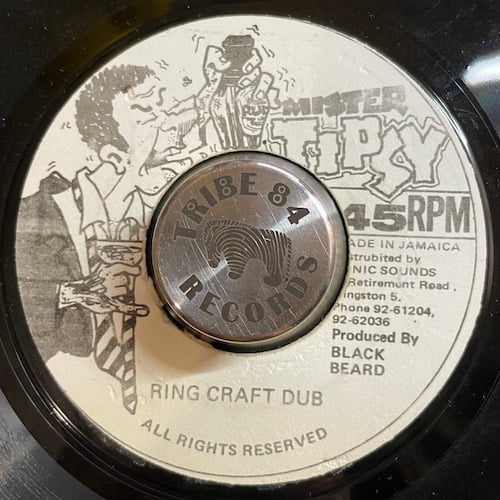 MISTER
TIPSY
45RPM
ADE IN JAMAICA
strubited by
NIC SOUNDS
Retirement Road,
ingston 5.
Phone 92-61204,
92-62036
Produced By
BLACK
BEARD
TRIBE 84
RECORDS
RING CRAFT DUB
ALL RIGHTS RESERVED